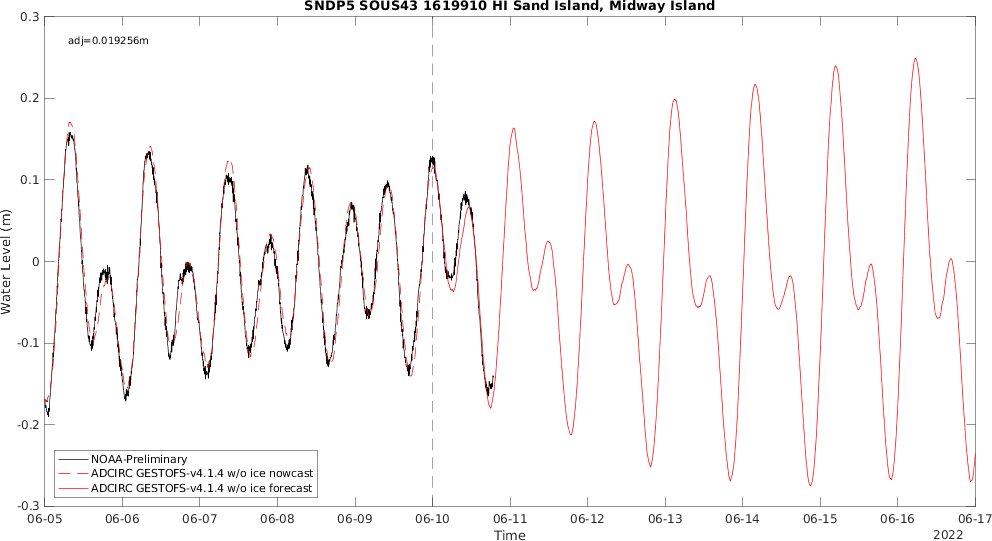 SNDP5 SOUS43 1619910 HI Sand Island, Midway Island
adj=0.019256m
0.3
0.2
0.1
0
-0.1
-0.2
-0.3
Water Level (m)
NOAA-Preliminary
ADCIRC GESTOFS-v4.1.4 w/o ice nowcast
ADCIRC GESTOFS-v4.1.4 w/o ice forecast
06-05 06-06 06-07 06-08 06-09 06-10 06-11 06-12 06-13 06-14 06-15 06-16 06-17
Time
2022